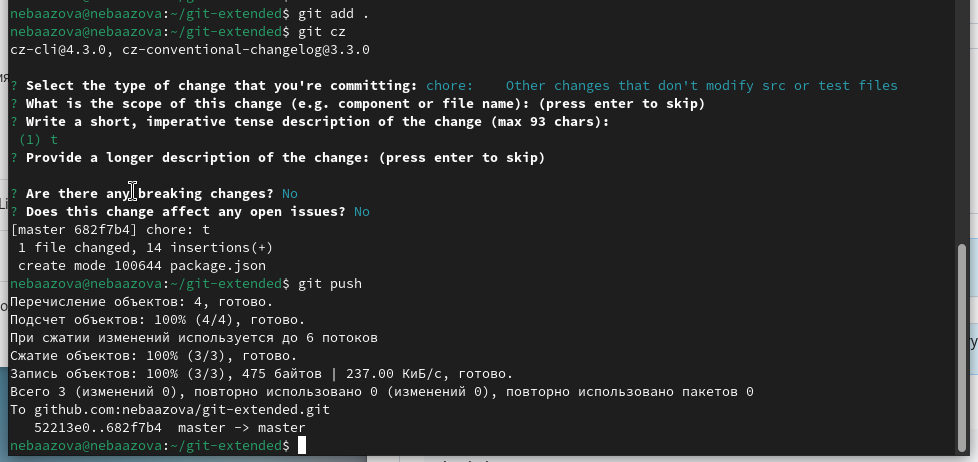 nebaazova@nebaazova:~/git-extended$ git add .
nebaazova@nebaazova:~/git-extended$ git cz
cz-cli@4.3.0, cz-conventional-changelog@3.3.0
? Select the type of change that you're committing: chore:    Other changes that don't modify src or test files
? What is the scope of this change (e.g. component or file name): (press enter to skip)
? Write a short, imperative tense description of the change (max 93 chars):
 (1) t
? Provide a longer description of the change: (press enter to skip)
? Are there any breaking changes? No
? Does this change affect any open issues? No
[master 682f7b4] chore: t
 1 file changed, 14 insertions(+)
 create mode 100644 package.json
nebaazova@nebaazova:~/git-extended$ git push
Перечисление объектов: 4, готово.
Подсчет объектов: 100% (4/4), готово.
При сжатии изменений используется до 6 потоков
Сжатие объектов: 100% (3/3), готово.
Запись объектов: 100% (3/3), 475 байтов | 237.00 КиБ/с, готово.
Всего 3 (изменений 0), повторно использовано 0 (изменений 0), повторно использовано пакетов 0
To github.com:nebaazova/git-extended.git
   52213e0..682f7b4  master -> master
nebaazova@nebaazova:~/git-extended$